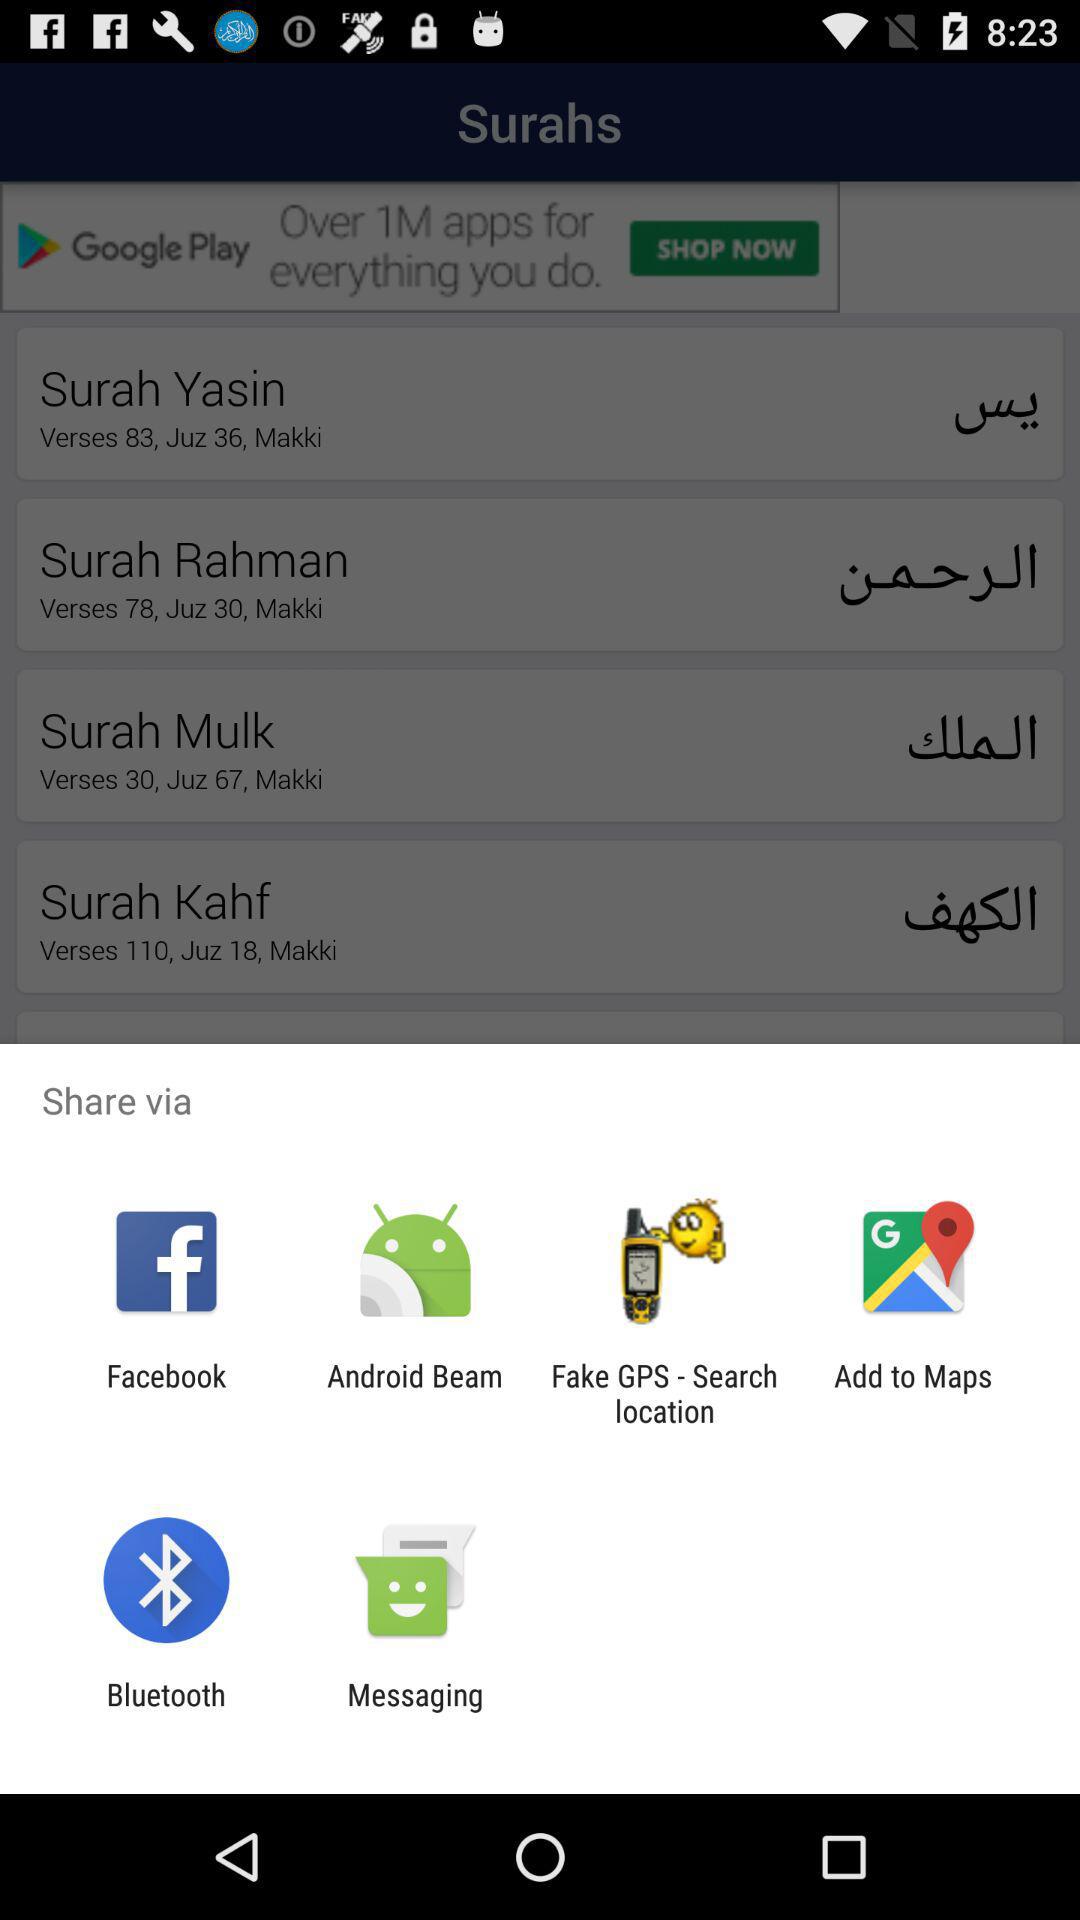 FAKE
8:23
Surahs
Google Play
Over 1M apps for
everything you do.
SHOP NOW
Surah Yasin
Verses 83, Juz 36, Makki
يس
Surah Rahman
Verses 78, Juz 30, Makki
الرحمن
Surah Mulk
Verses 30, Juz 67, Makki
الملك
Surah Kahf
Verses 110, Juz 18, Makki
الكهف
Share via
Facebook
Android Beam
Fake GPS - Search
location
Add to Maps
Bluetooth
Messaging